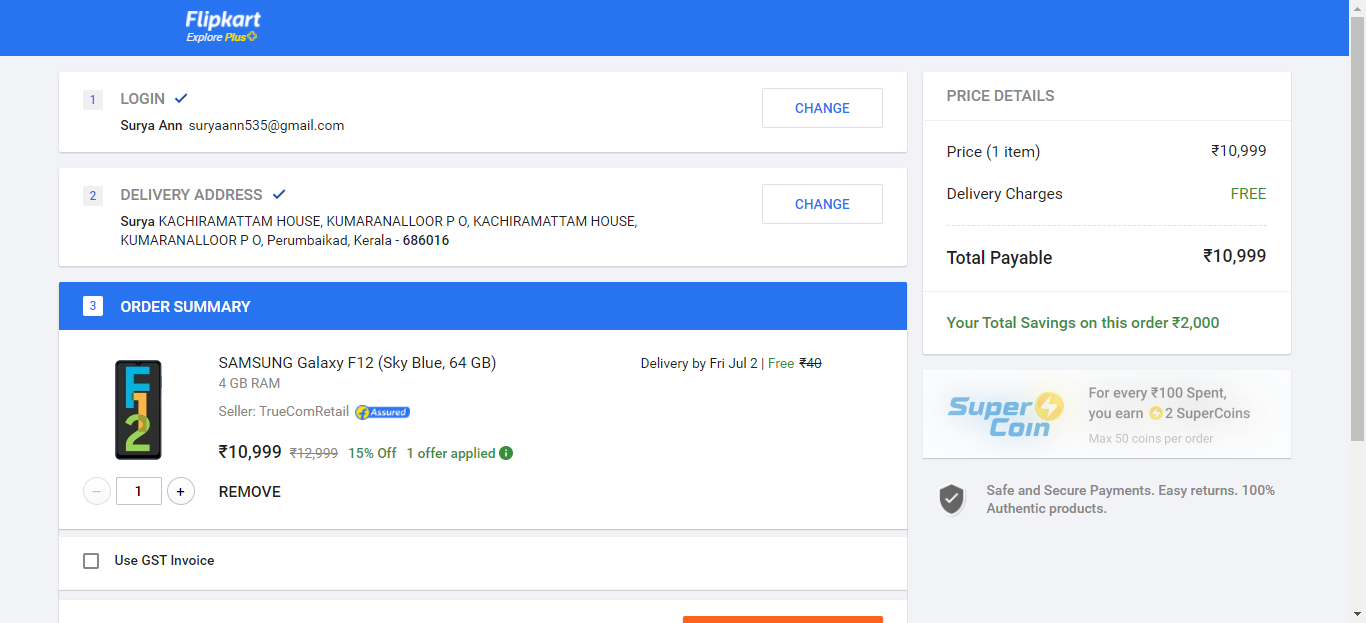 Flipkart
Explore Plus
1
LOGIN
CHANGE
Surya Ann suryaann535@gmail.com
2
DELIVERY ADDRESS
CHANGE
Surya KACHIRAMATTAM HOUSE, KUMARANALLOOR P O, KACHIRAMATTAM HOUSE,
KUMARANALLOOR P O, Perumbaikad, Kerala - 686016
3
ORDER SUMMARY
F
1
2
SAMSUNG Galaxy F12 (Sky Blue, 64 GB)
Delivery by Fri Jul 2 | Free ₹40
4 GB RAM
Seller: TrueComRetail
Assured
₹10,999 ₹12,999 15% Off 1 offer applied
− 1 +
REMOVE
Use GST Invoice
PRICE DETAILS
Price (1 item) ₹10,999
Delivery Charges FREE
Total Payable ₹10,999
Your Total Savings on this order ₹2,000
Super
Coin
For every ₹100 Spent,
you earn 2 SuperCoins
Max 50 coins per order
Safe and Secure Payments. Easy returns. 100%
Authentic products.